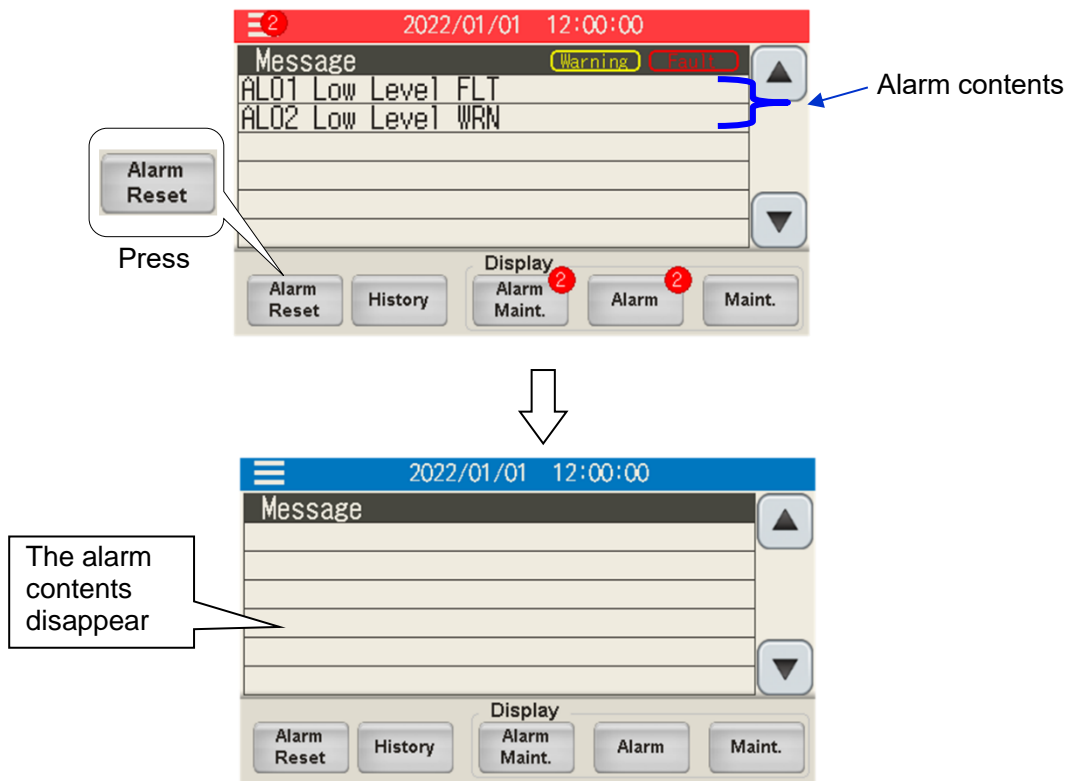 2
2022/01/01 12:00:00
Message
Warning
Fault
AL01 Low Level FLT
AL02 Low Level WRN
Alarm contents
Alarm
Reset
Press
Display
Alarm
Reset
History
Alarm
Maint.
2
Alarm
2
Maint.
2022/01/01 12:00:00
Message
The alarm
contents
disappear
Display
Alarm
Reset
History
Alarm
Maint.
Alarm
Maint.